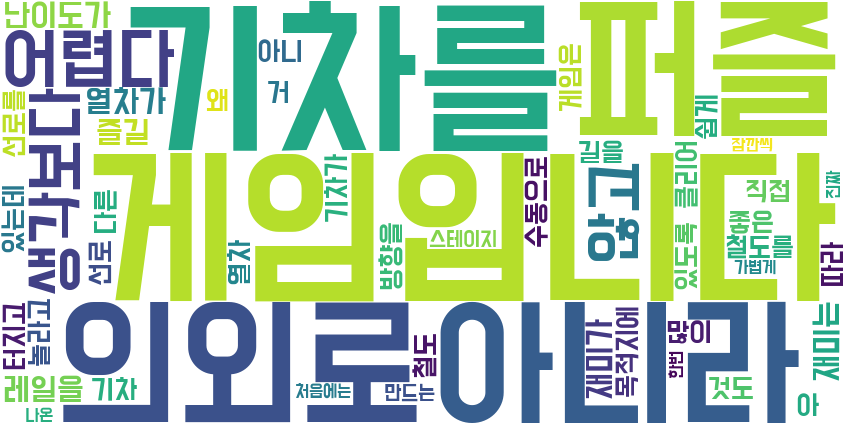 난이도가
기차를
퍼즐
어렵다
아니
게임은
열차가
왜
거
쉽게
선로를
즐길
잠깐씩
생각보다
게임입니다
길을
클리어
기차가
수동으로
않고
직접
진짜
있는데
선로
다른
좋은
방향을
스테이지
철도를
열차
있도록
가볍게
따라
의외로
아니라
터지고
놀라고
철도
재미가
목적지에
많이
한번
재미는
레일을
기차
처음에는
만드는
것도
아
나온